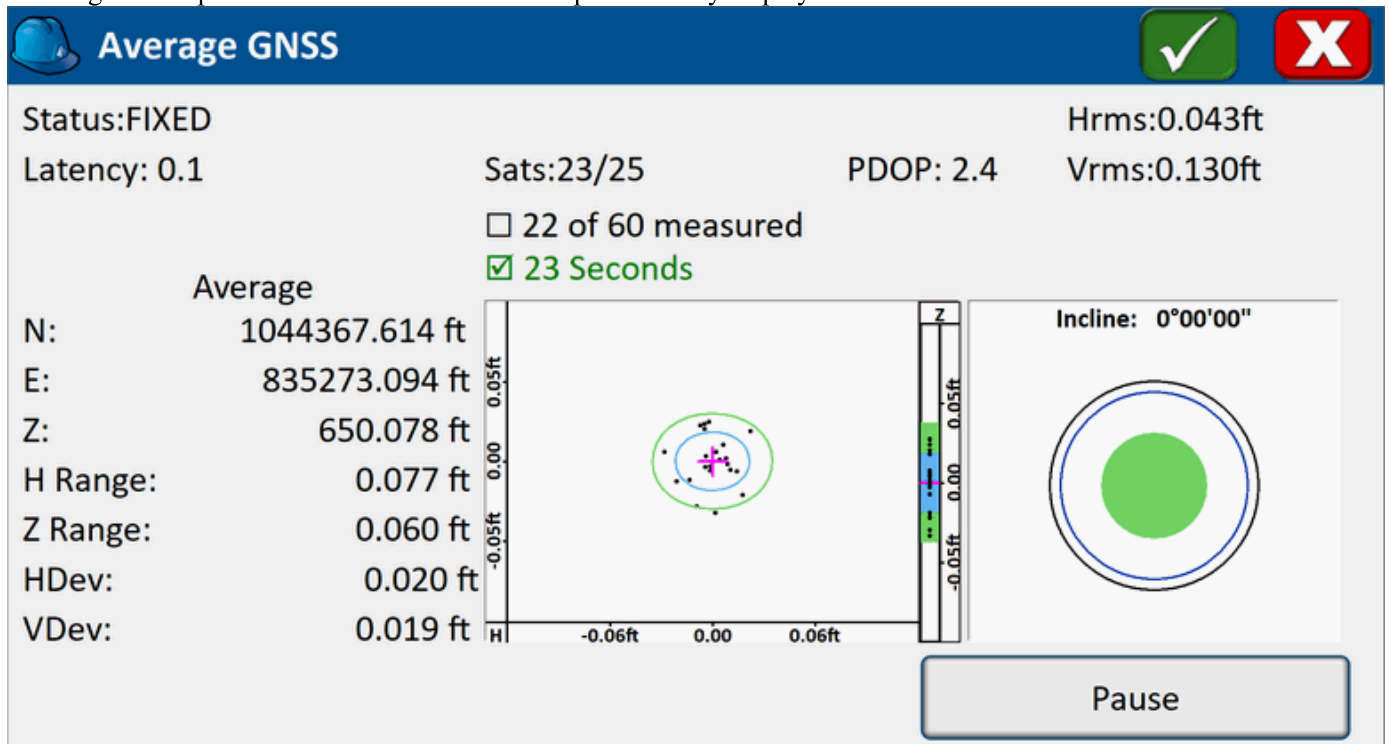 Average GNSS
Status:FIXED
Hrms:0.043ft
Latency: 0.1
Sats:23/25
PDOP: 2.4
Vrms:0.130ft
☐ 22 of 60 measured
☑ 23 Seconds
Average
N: 1044367.614 ft
E: 835273.094 ft
Z: 650.078 ft
H Range: 0.077 ft
Z Range: 0.060 ft
HDev: 0.020 ft
VDev: 0.019 ft
0.05ft
0.00
-0.05ft
H
-0.06ft 0.00 0.06ft
Z
0.05ft
0.00
-0.05ft
Incline: 0°00'00"
Pause